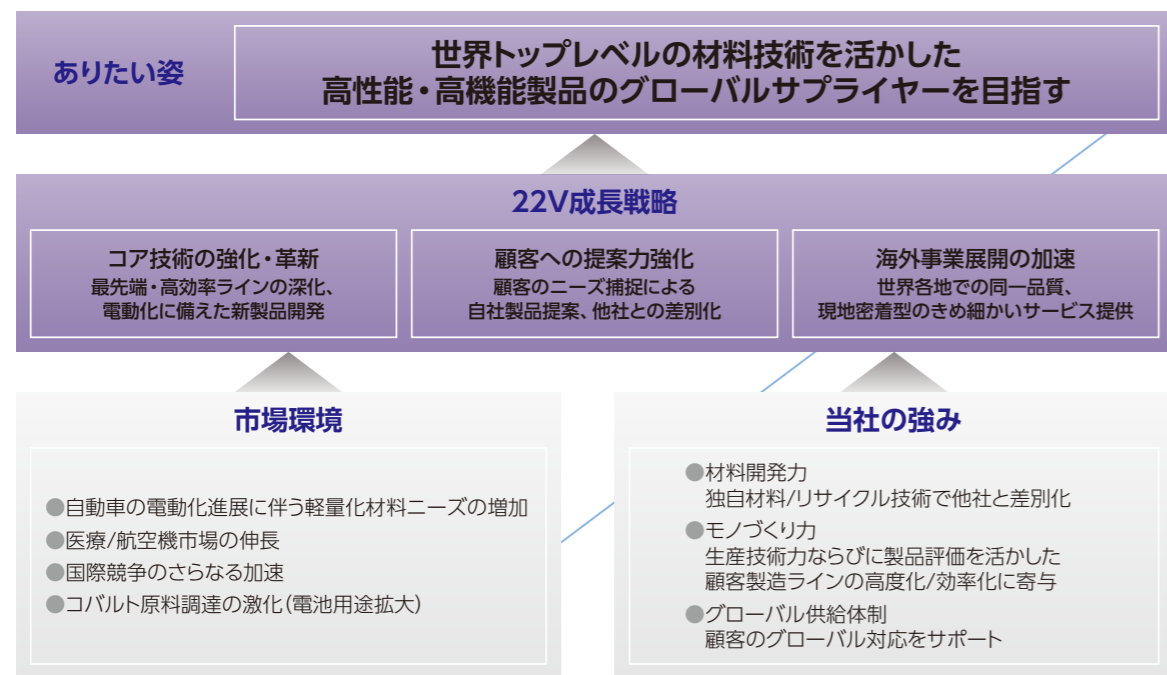 ありたい姿
世界トップレベルの材料技術を活かした
高性能・高機能製品のグローバルサプライヤーを目指す
22V成長戦略
コア技術の強化・革新
最先端・高効率ラインの深化、
電動化に備えた新製品開発
顧客への提案力強化
顧客のニーズ捕捉による
自社製品提案、他社との差別化
海外事業展開の加速
世界各地での同一品質、
現地密着型のきめ細かいサービス提供
市場環境
●自動車の電動化進展に伴う軽量化材料ニーズの増加
●医療/航空機市場の伸長
●国際競争のさらなる加速
●コバルト原料調達の激化(電池用途拡大)
当社の強み
●材料開発力
独自材料/リサイクル技術で他社と差別化
●モノづくり力
生産技術力ならびに製品評価を活かした
顧客製造ラインの高度化/効率化に寄与
●グローバル供給体制
顧客のグローバル対応をサポート